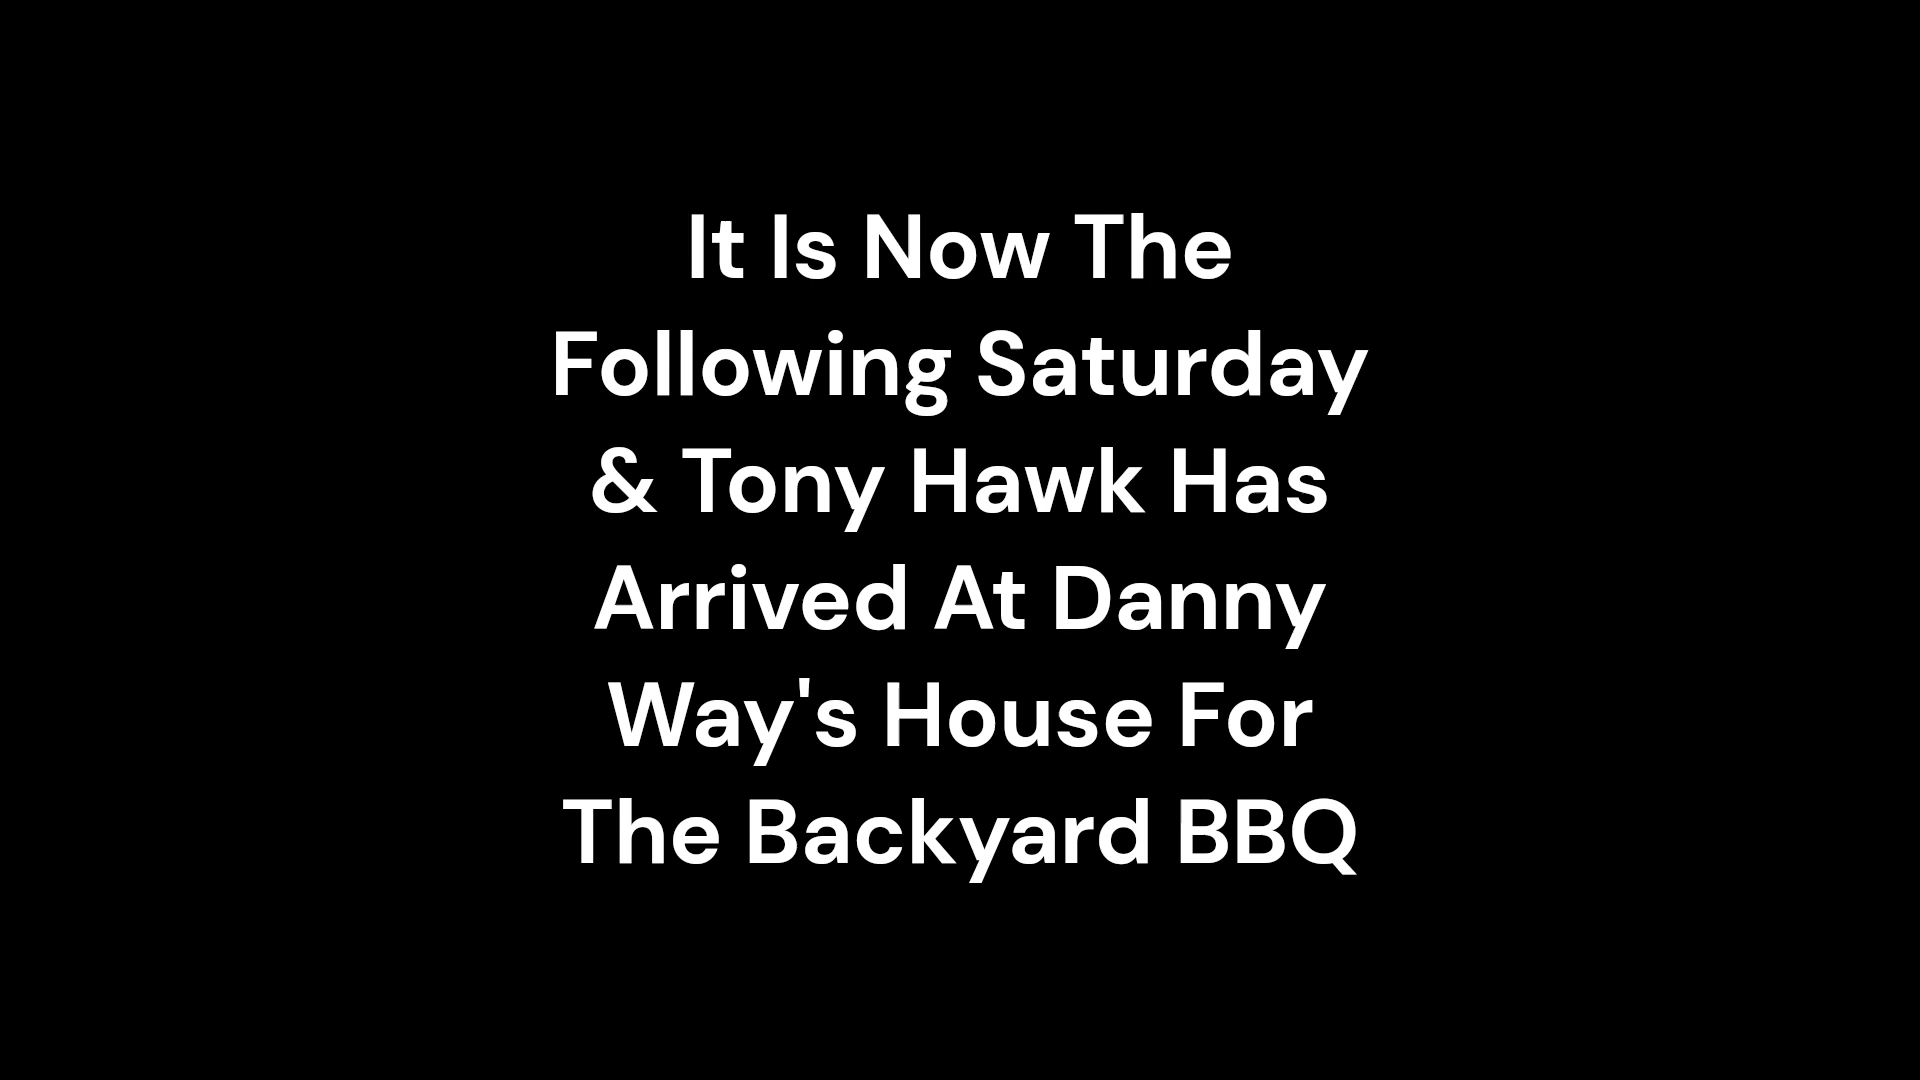 It Is Now The
Following Saturday
& Tony Hawk Has
Arrived At Danny
Way's House For
The Backyard BBQ